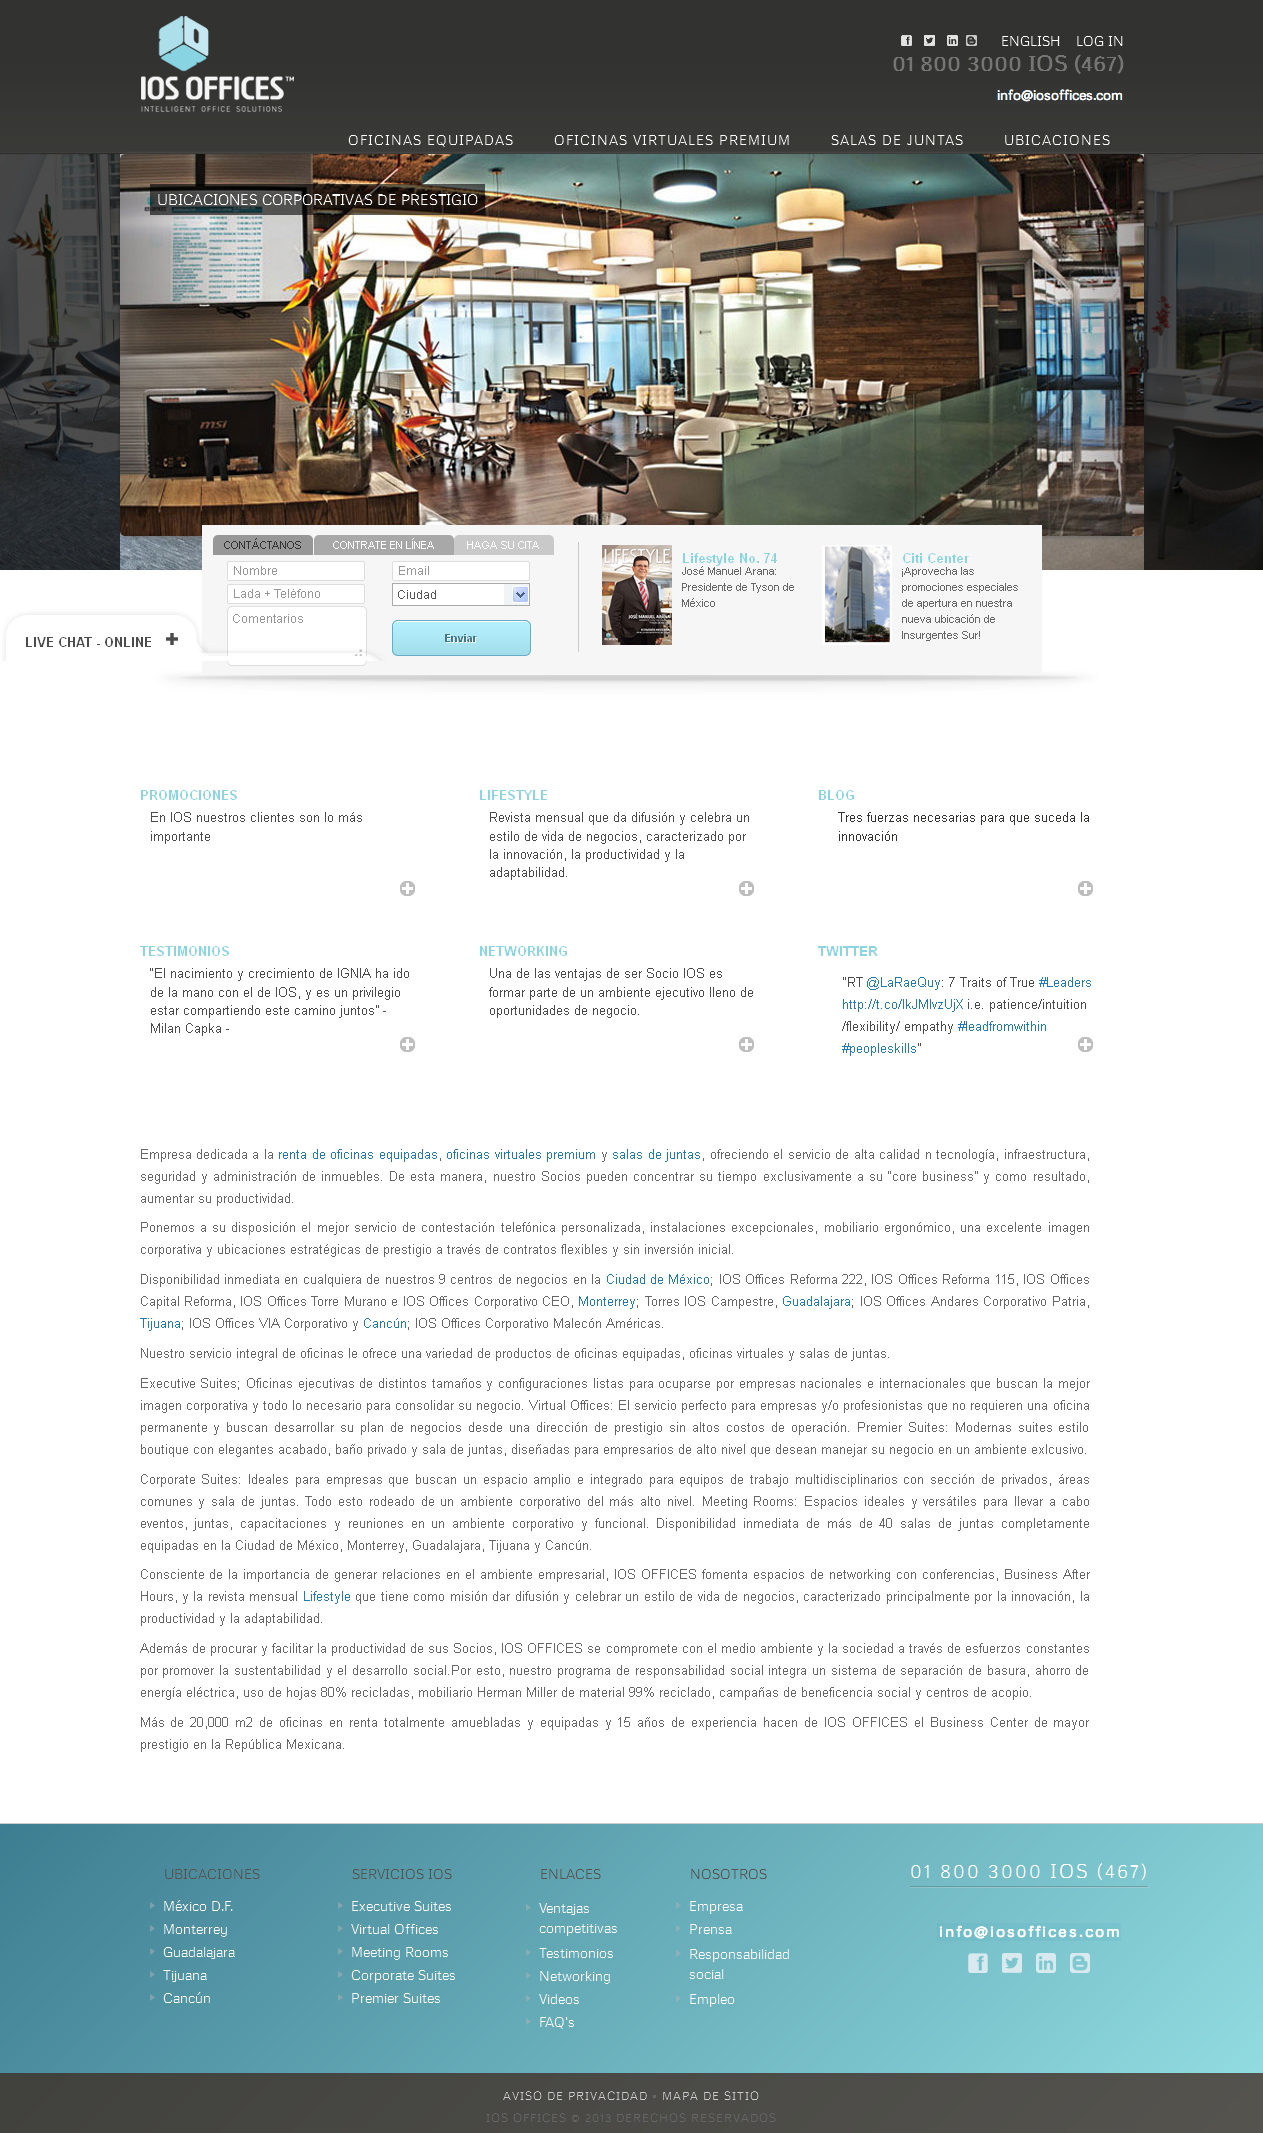 IOS OFFICES™
INTELLIGENT OFFICE SOLUTIONS
ENGLISH LOG IN
01 800 3000 IOS (467)
info@iosoffices.com
OFICINAS EQUIPADAS OFICINAS VIRTUALES PREMIUM SALAS DE JUNTAS UBICACIONES
UBICACIONES CORPORATIVAS DE PRESTIGIO
msi
CONTÁCTANOS CONTRATE EN LÍNEA HAGA SU CITA
Nombre
Email
Lada + Teléfono
Ciudad
Comentarios
Enviar
LIFESTYLE
JOSÉ MANUEL ARANA
Lifestyle No. 74
José Manuel Arana:
Presidente de Tyson de
México
Citi Center
¡Aprovecha las
promociones especiales
de apertura en nuestra
nueva ubicación de
Insurgentes Sur!
LIVE CHAT - ONLINE
PROMOCIONES
En IOS nuestros clientes son lo más
importante
LIFESTYLE
Revista mensual que da difusión y celebra un
estilo de vida de negocios, caracterizado por
la innovación, la productividad y la
adaptabilidad.
BLOG
Tres fuerzas necesarias para que suceda la
innovación
TESTIMONIOS
"El nacimiento y crecimiento de IGNIA ha ido
de la mano con el de IOS, y es un privilegio
estar compartiendo este camino juntos" -
Milan Capka -
NETWORKING
Una de las ventajas de ser Socio IOS es
formar parte de un ambiente ejecutivo lleno de
oportunidades de negocio.
TWITTER
"RT @LaRaeQuy: 7 Traits of True #Leaders
http://t.co/lkJMlvzUjX i.e. patience/intuition
/flexibility/ empathy #leadfromwithin
#peopleskills"
Empresa dedicada a la renta de oficinas equipadas, oficinas virtuales premium y salas de juntas, ofreciendo el servicio de alta calidad n tecnología, infraestructura,
seguridad y administración de inmuebles. De esta manera, nuestro Socios pueden concentrar su tiempo exclusivamente a su "core business" y como resultado,
aumentar su productividad.
Ponemos a su disposición el mejor servicio de contestación telefónica personalizada, instalaciones excepcionales, mobiliario ergonómico, una excelente imagen
corporativa y ubicaciones estratégicas de prestigio a través de contratos flexibles y sin inversión inicial.
Disponibilidad inmediata en cualquiera de nuestros 9 centros de negocios en la Ciudad de México; IOS Offices Reforma 222, IOS Offices Reforma 115, IOS Offices
Capital Reforma, IOS Offices Torre Murano e IOS Offices Corporativo CEO, Monterrey; Torres IOS Campestre, Guadalajara; IOS Offices Andares Corporativo Patria,
Tijuana; IOS Offices VIA Corporativo y Cancún; IOS Offices Corporativo Malecón Américas.
Nuestro servicio integral de oficinas le ofrece una variedad de productos de oficinas equipadas, oficinas virtuales y salas de juntas.
Executive Suites; Oficinas ejecutivas de distintos tamaños y configuraciones listas para ocuparse por empresas nacionales e internacionales que buscan la mejor
imagen corporativa y todo lo necesario para consolidar su negocio. Virtual Offices: El servicio perfecto para empresas y/o profesionistas que no requieren una oficina
permanente y buscan desarrollar su plan de negocios desde una dirección de prestigio sin altos costos de operación. Premier Suites: Modernas suites estilo
boutique con elegantes acabado, baño privado y sala de juntas, diseñadas para empresarios de alto nivel que desean manejar su negocio en un ambiente exlcusivo.
Corporate Suites: Ideales para empresas que buscan un espacio amplio e integrado para equipos de trabajo multidisciplinarios con sección de privados, áreas
comunes y sala de juntas. Todo esto rodeado de un ambiente corporativo del más alto nivel. Meeting Rooms: Espacios ideales y versátiles para llevar a cabo
eventos, juntas, capacitaciones y reuniones en un ambiente corporativo y funcional. Disponibilidad inmediata de más de 40 salas de juntas completamente
equipadas en la Ciudad de México, Monterrey, Guadalajara, Tijuana y Cancún.
Consciente de la importancia de generar relaciones en el ambiente empresarial, IOS OFFICES fomenta espacios de networking con conferencias, Business After
Hours, y la revista mensual Lifestyle que tiene como misión dar difusión y celebrar un estilo de vida de negocios, caracterizado principalmente por la innovación, la
productividad y la adaptabilidad.
Además de procurar y facilitar la productividad de sus Socios, IOS OFFICES se compromete con el medio ambiente y la sociedad a través de esfuerzos constantes
por promover la sustentabilidad y el desarrollo social.Por esto, nuestro programa de responsabilidad social integra un sistema de separación de basura, ahorro de
energía eléctrica, uso de hojas 80% recicladas, mobiliario Herman Miller de material 99% reciclado, campañas de beneficencia social y centros de acopio.
Más de 20,000 m2 de oficinas en renta totalmente amuebladas y equipadas y 15 años de experiencia hacen de IOS OFFICES el Business Center de mayor
prestigio en la República Mexicana.
UBICACIONES
México D.F.
Monterrey
Guadalajara
Tijuana
Cancún
SERVICIOS IOS
Executive Suites
Virtual Offices
Meeting Rooms
Corporate Suites
Premier Suites
ENLACES
Ventajas
competitivas
Testimonios
Networking
Videos
FAQ's
NOSOTROS
Empresa
Prensa
Responsabilidad
social
Empleo
01 800 3000 IOS (467)
info@iosoffices.com
AVISO DE PRIVACIDAD • MAPA DE SITIO
IOS OFFICES © 2013 DERECHOS RESERVADOS